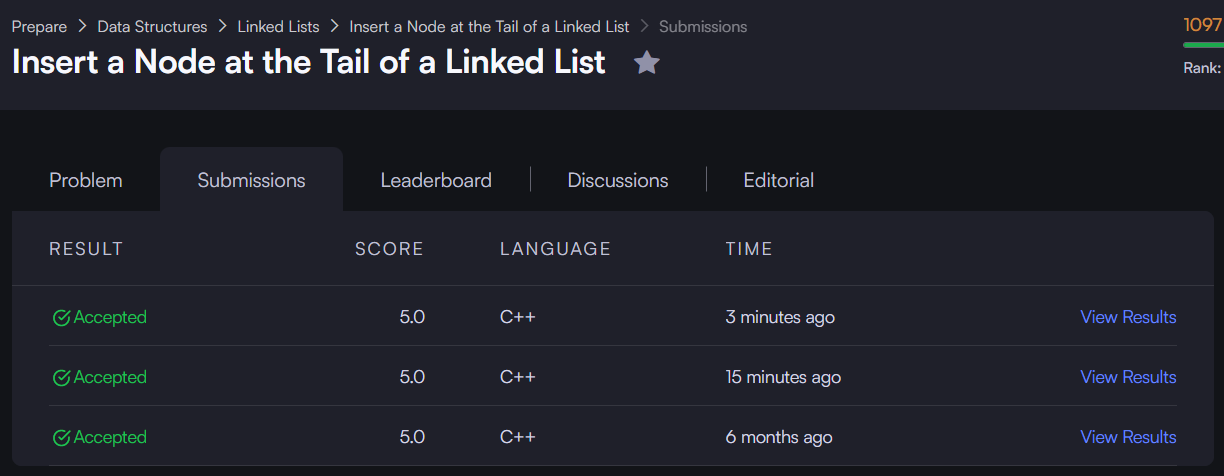 Prepare > Data Structures > Linked Lists > Insert a Node at the Tail of a Linked List > Submissions
1097
Insert a Node at the Tail of a Linked List
Rank:
Problem Submissions Leaderboard Discussions Editorial
RESULT SCORE LANGUAGE TIME
Accepted 5.0 C++ 3 minutes ago View Results
Accepted 5.0 C++ 15 minutes ago View Results
Accepted 5.0 C++ 6 months ago View Results